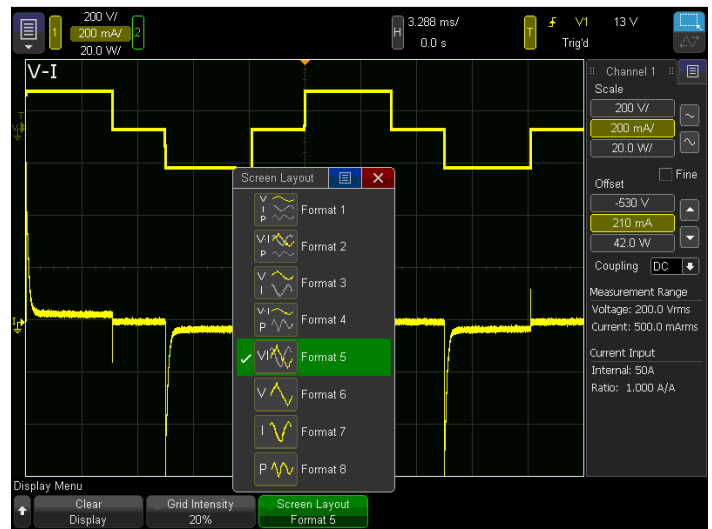 200 V/
1 200 mA/ 2
20.0 W/
H 3.288 ms/
0.0 s
T V1 13 V
Trig'd
V-I
T
V
I
Channel 1
Scale
200 V/
200 mA/
20.0 W/
Fine
Offset
-530 V
210 mA
42.0 W
Coupling DC
Measurement Range
Voltage: 200.0 Vrms
Current: 500.0 mArms
Current Input
Internal: 50A
Ratio: 1.000 A/A
Screen Layout
V I P Format 1
VI P Format 2
V I Format 3
VI P Format 4
VI Format 5
V Format 6
I Format 7
P Format 8
Display Menu
Clear
Display
Grid Intensity
20%
Screen Layout
Format 5